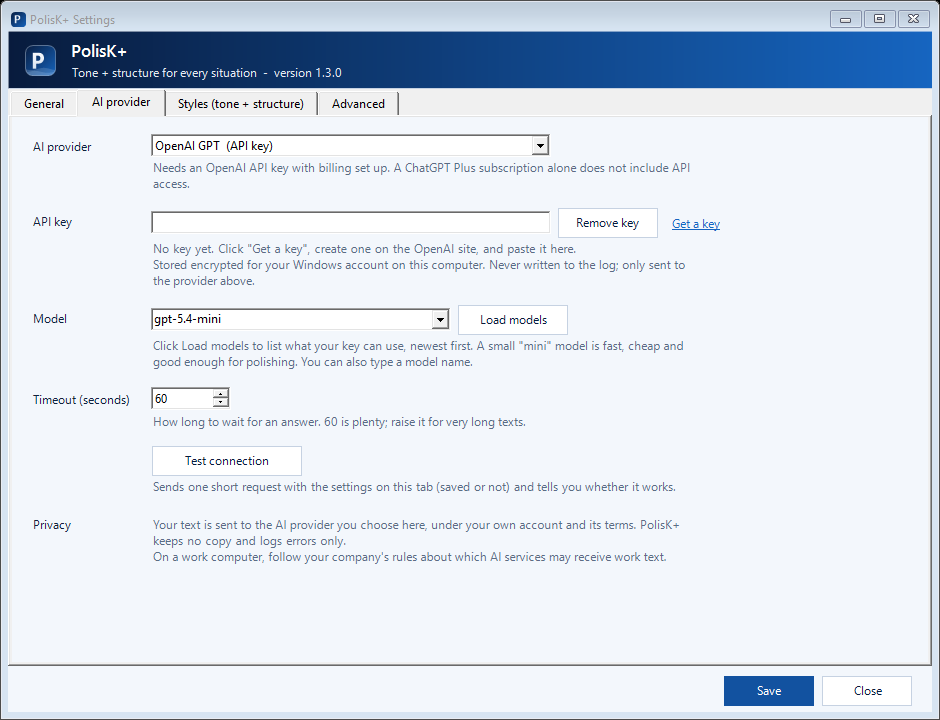 P PolisK+ Settings
P
PolisK+
Tone + structure for every situation - version 1.3.0
General AI provider Styles (tone + structure) Advanced
AI provider OpenAI GPT (API key)
Needs an OpenAI API key with billing set up. A ChatGPT Plus subscription alone does not include API
access.
API key Remove key Get a key
No key yet. Click "Get a key", create one on the OpenAI site, and paste it here.
Stored encrypted for your Windows account on this computer. Never written to the log; only sent to
the provider above.
Model gpt-5.4-mini Load models
Click Load models to list what your key can use, newest first. A small "mini" model is fast, cheap and
good enough for polishing. You can also type a model name.
Timeout (seconds) 60
How long to wait for an answer. 60 is plenty; raise it for very long texts.
Test connection
Sends one short request with the settings on this tab (saved or not) and tells you whether it works.
Privacy Your text is sent to the AI provider you choose here, under your own account and its terms. PolisK+
keeps no copy and logs errors only.
On a work computer, follow your company's rules about which AI services may receive work text.
Save Close